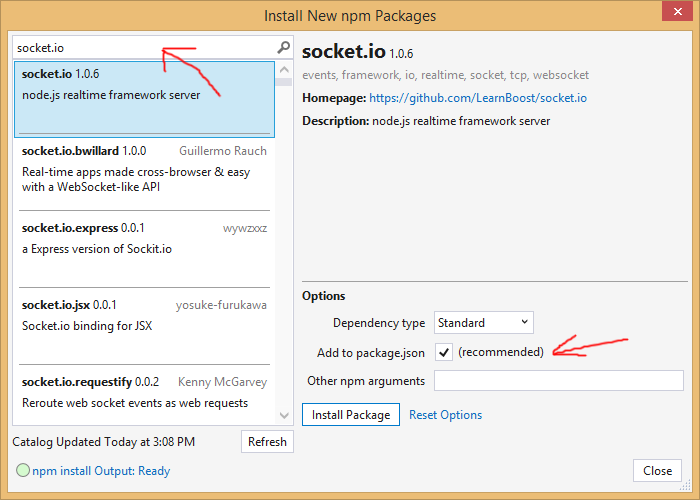 Install New npm Packages
socket.io
socket.io 1.0.6
node.js realtime framework server
socket.io.bwillard 1.0.0 Guillermo Rauch
Real-time apps made cross-browser & easy
with a WebSocket-like API
socket.io.express 0.0.1 wywzxxz
a Express version of Sockit.io
socket.io.jsx 0.0.1 yosuke-furukawa
Socket.io binding for JSX
socket.io.requestify 0.0.2 Kenny McGarvey
Reroute web socket events as web requests
Catalog Updated Today at 3:08 PM
Refresh
npm install Output: Ready
socket.io 1.0.6
events, framework, io, realtime, socket, tcp, websocket
Homepage: https://github.com/LearnBoost/socket.io
Description: node.js realtime framework server
Options
Dependency type Standard
Add to package.json (recommended)
Other npm arguments
Install Package Reset Options
Close